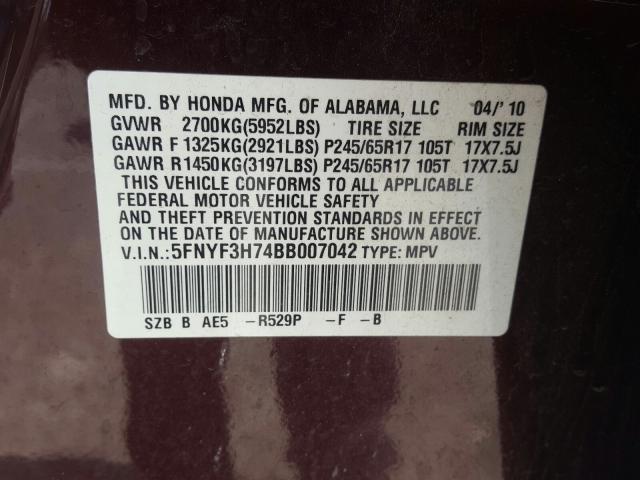 MFD. BY HONDA MFG. OF ALABAMA, LLC 04/'10
GVWR 2700KG(5952LBS) TIRE SIZE RIM SIZE
GAWR F 1325KG(2921LBS) P245/65R17 105T 17X7.5J
GAWR R1450KG(3197LBS) P245/65R17 105T 17X7.5J
THIS VEHICLE CONFORMS TO ALL APPLICABLE
FEDERAL MOTOR VEHICLE SAFETY
AND THEFT PREVENTION STANDARDS IN EFFECT
ON THE DATE OF MANUFACTURE SHOWN ABOVE.
V.I.N.:5FNYF3H74BB007042 TYPE: MPV
SZB B AE5 -R529P -F -B